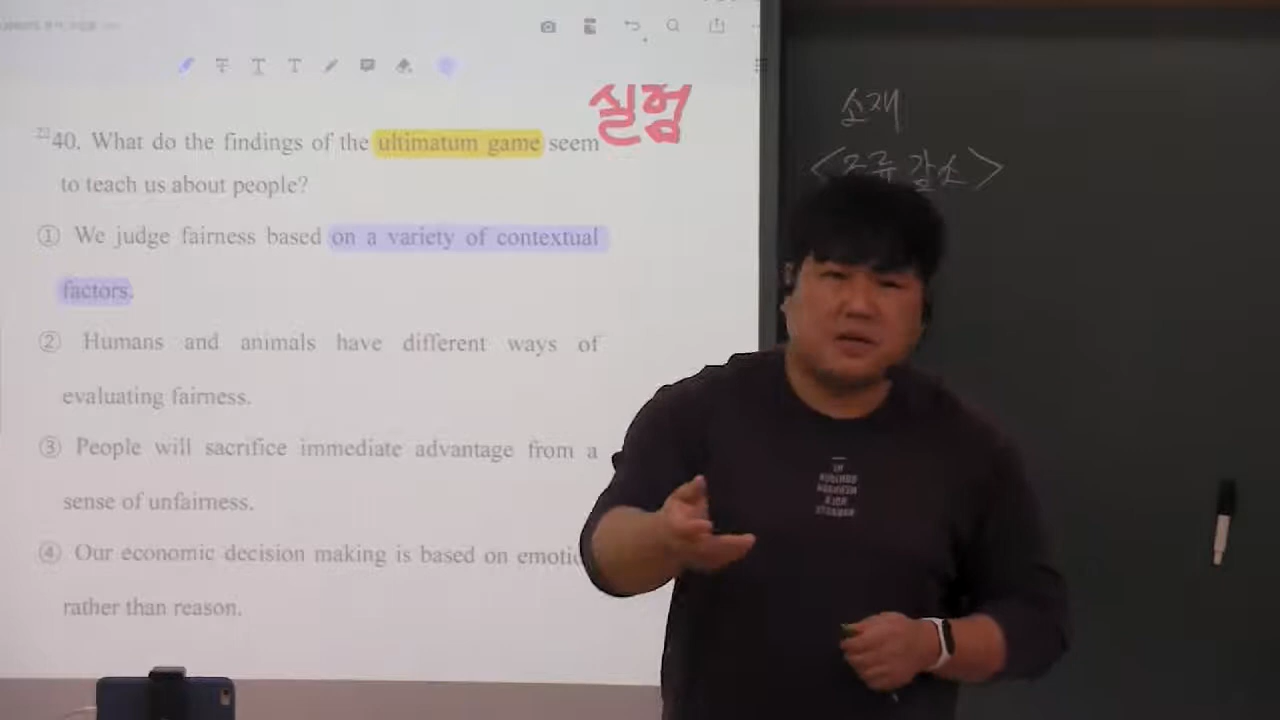 실험
²²40. What do the findings of the ultimatum game seem
to teach us about people?
① We judge fairness based on a variety of contextual
factors.
② Humans and animals have different ways of
evaluating fairness.
③ People will sacrifice immediate advantage from a
sense of unfairness.
④ Our economic decision making is based on
rather than reason.
소재
감소>